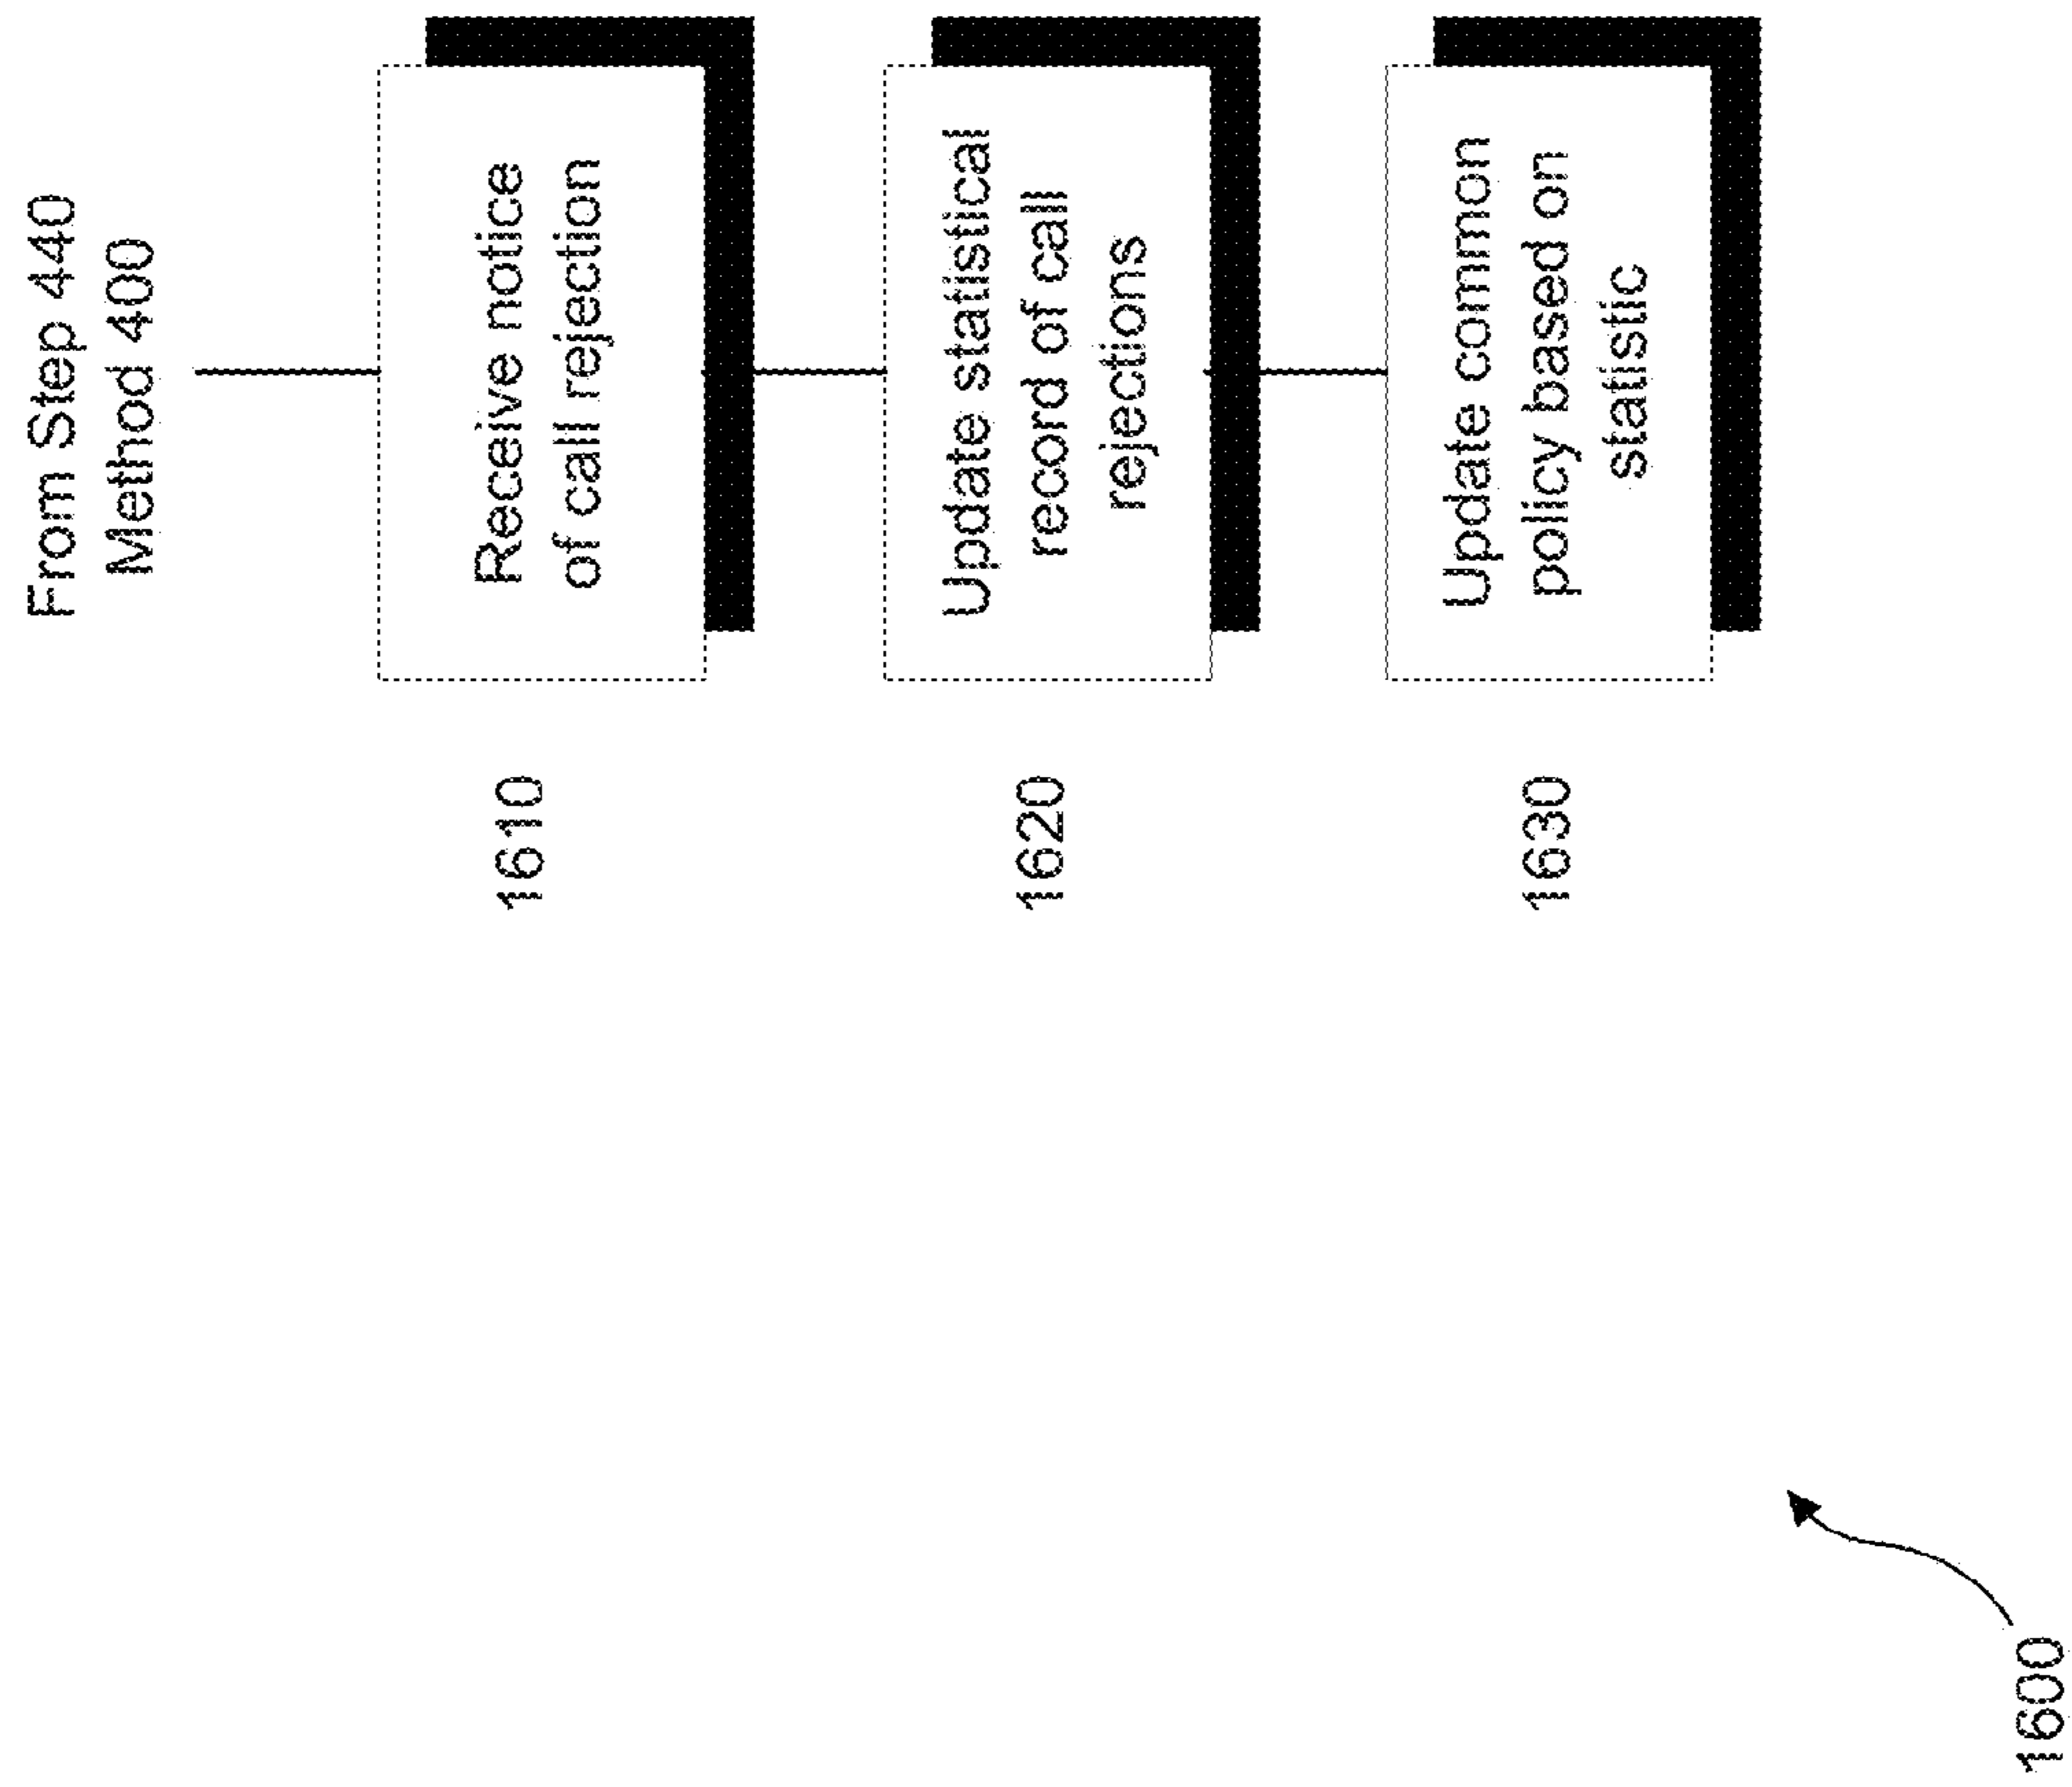 From Step 440
Method 400
1610
Receive notice
of call rejection
1620
Update statistical
record of call
rejections
1630
Update common
policy based on
statistic
1600